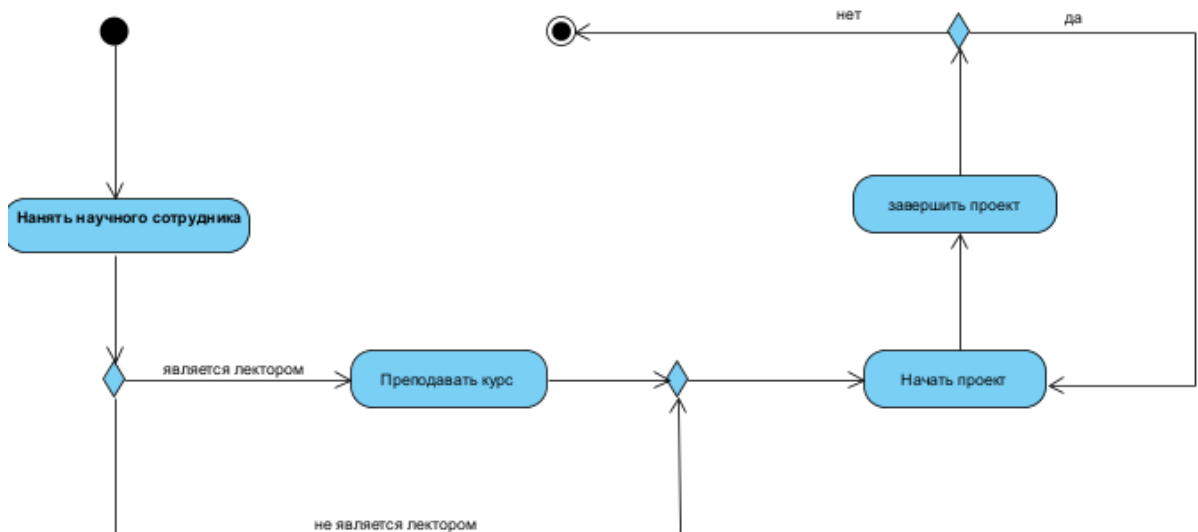 нет
да
Нанять научного сотрудника
завершить проект
является лектором
Преподавать курс
Начать проект
не является лектором